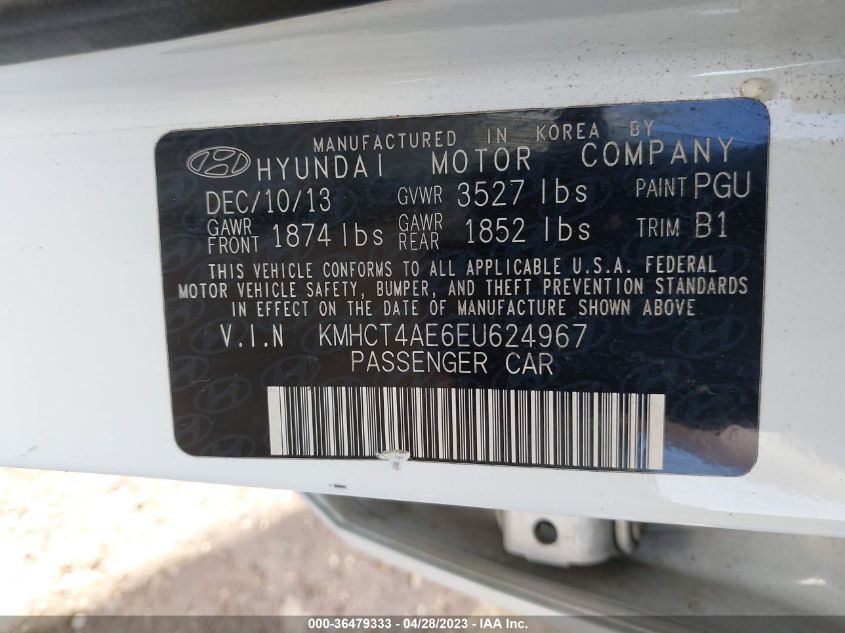 MANUFACTURED IN KOREA BY
HYUNDAI MOTOR COMPANY
DEC/10/13 GVWR 3527 lbs PAINT PGU
GAWR FRONT 1874 lbs GAWR REAR 1852 lbs TRIM B1
THIS VEHICLE CONFORMS TO ALL APPLICABLE U.S.A. FEDERAL
MOTOR VEHICLE SAFETY, BUMPER, AND THEFT PREVENTION STANDARDS
IN EFFECT ON THE DATE OF MANUFACTURE SHOWN ABOVE
V.I.N KMHCT4AE6EU624967
PASSENGER CAR
000-36479333 - 04/28/2023 - IAA Inc.